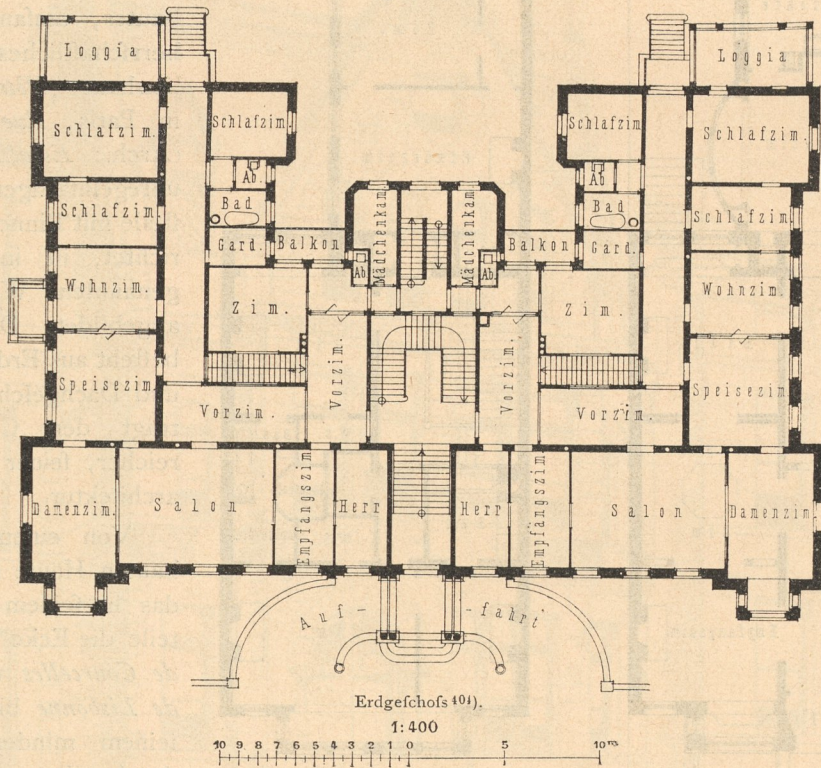 Loggia
Loggia
Schlafzim.
Schlafzim.
Schlafzim
Schlafzim.
Ab.
Ab
Schlafzim.
Bad
Mädchenkam
Mädchenkam
Bad
Schlafzim.
Gard.
Balkon
Balkon
Gard.
Ab
Ab
Wohnzim.
Zim.
Zim.
Wohnzim.
Speisezim
Vorzim.
Vorzim.
Speisezim
Vorzim.
Vorzim
Damenzim.
Salon
Empfangszim
Herr
Herr
Empfangszim
Salon
Damenzim.
Auf-
-fahrt
Erdgeſchoſs 404).
1:400
10 9 8 7 6 5 4 3 2 1 0 5 10 m